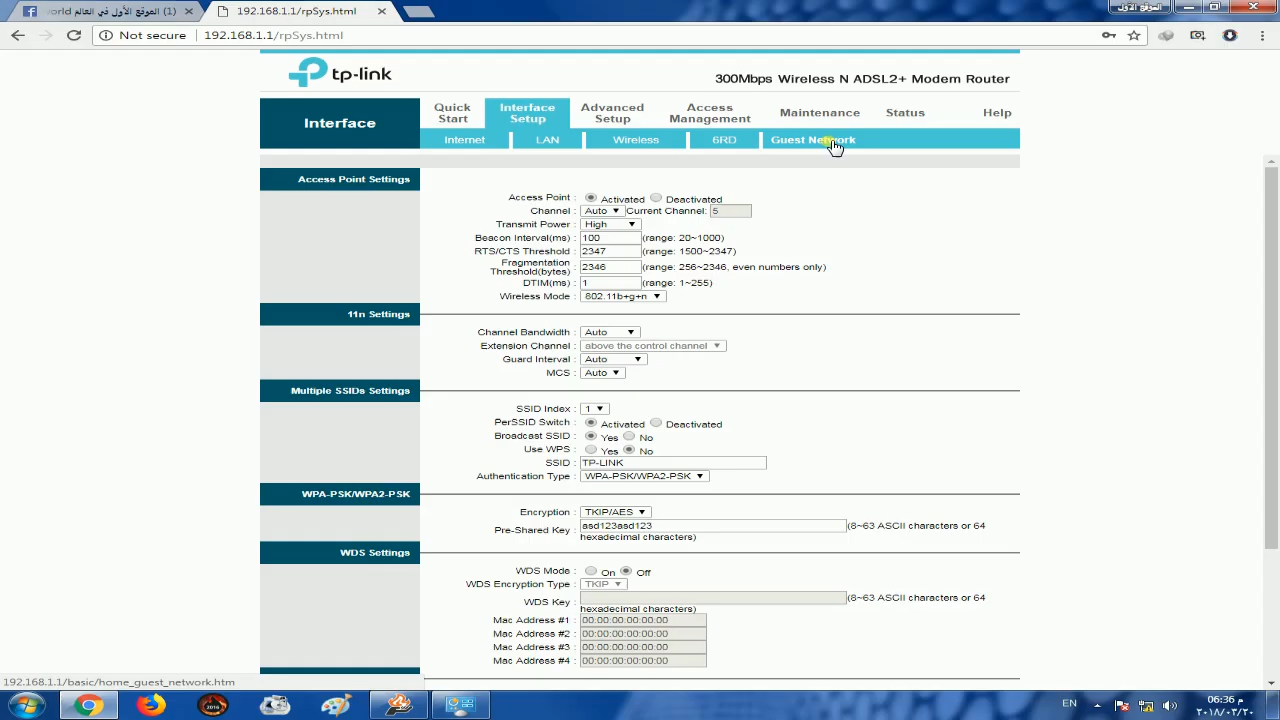 (1) الموقع الأول في العالم world
192.168.1.1/rpSys.html
الموقع الأول
Not secure
192.168.1.1/rpSys.html
tp-link
300Mbps Wireless N ADSL2+ Modem Router
Interface
Quick Start
Interface Setup
Advanced Setup
Access Management
Maintenance
Status
Help
Internet
LAN
Wireless
6RD
Guest Network
Access Point Settings
Access Point : Activated Deactivated
Channel : Auto Current Channel: 5
Transmit Power : High
Beacon Interval(ms) : 100 (range: 20~1000)
RTS/CTS Threshold : 2347 (range: 1500~2347)
Fragmentation Threshold(bytes) : 2346 (range: 256~2346, even numbers only)
DTIM(ms) : 1 (range: 1~255)
Wireless Mode : 802.11b+g+n
11n Settings
Channel Bandwidth : Auto
Extension Channel : above the control channel
Guard Interval : Auto
MCS : Auto
Multiple SSIDs Settings
SSID Index : 1
PerSSID Switch : Activated Deactivated
Broadcast SSID : Yes No
Use WPS : Yes No
SSID : TP-LINK
Authentication Type : WPA-PSK/WPA2-PSK
WPA-PSK/WPA2-PSK
Encryption : TKIP/AES
Pre-Shared Key : asd123asd123 (8~63 ASCII characters or 64
hexadecimal characters)
WDS Settings
WDS Mode : On Off
WDS Encryption Type : TKIP
WDS Key : (8~63 ASCII characters or 64
hexadecimal characters)
Mac Address #1 : 00:00:00:00:00:00
Mac Address #2 : 00:00:00:00:00:00
Mac Address #3 : 00:00:00:00:00:00
Mac Address #4 : 00:00:00:00:00:00
192.168.1.1/basic/home_guest_network.htm
2016
EN
06:36 م
٢٠١٨/٠٣/٢٠